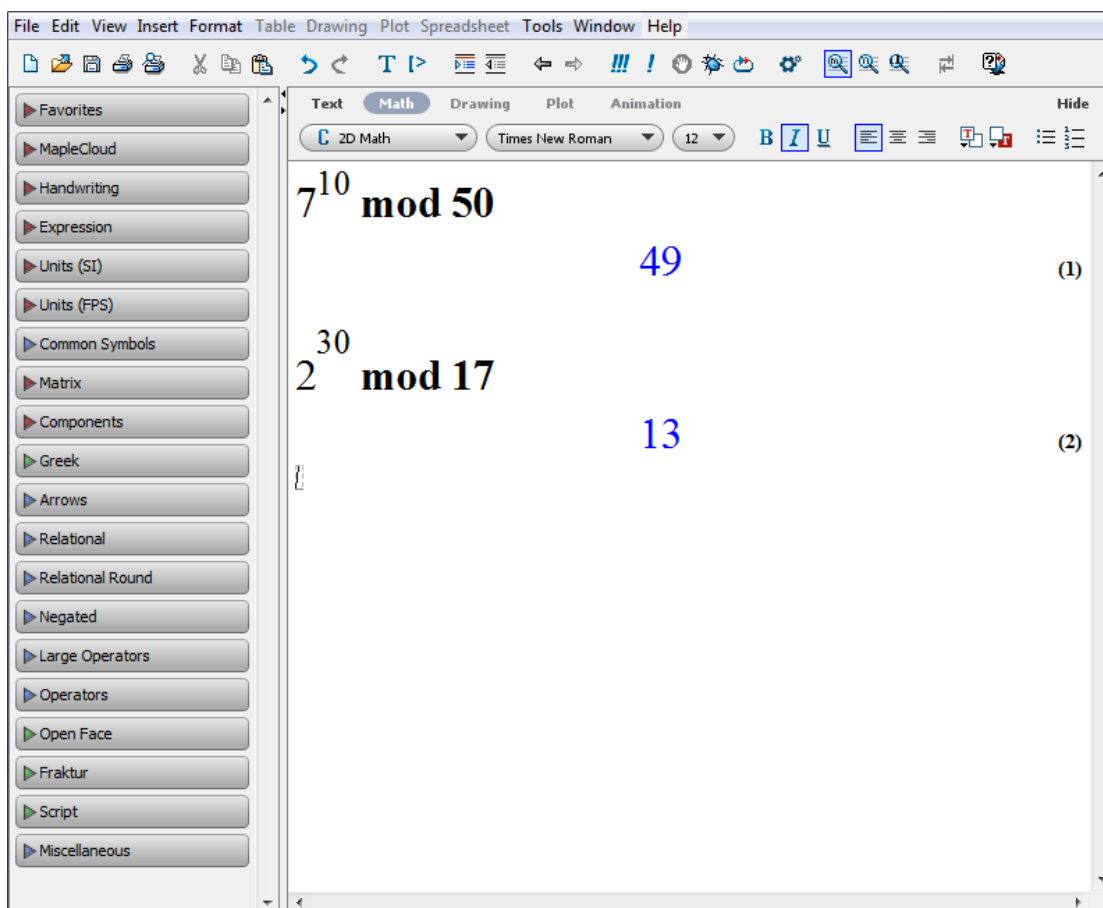 File Edit View Insert Format Table Drawing Plot Spreadsheet Tools Window Help
Favorites
MapleCloud
Handwriting
Expression
Units (SI)
Units (FPS)
Common Symbols
Matrix
Components
Greek
Arrows
Relational
Relational Round
Negated
Large Operators
Operators
Open Face
Fraktur
Script
Miscellaneous
Text Math Drawing Plot Animation Hide
C 2D Math Times New Roman 12 B I U
7^10 mod 50
49 (1)
2^30 mod 17
13 (2)